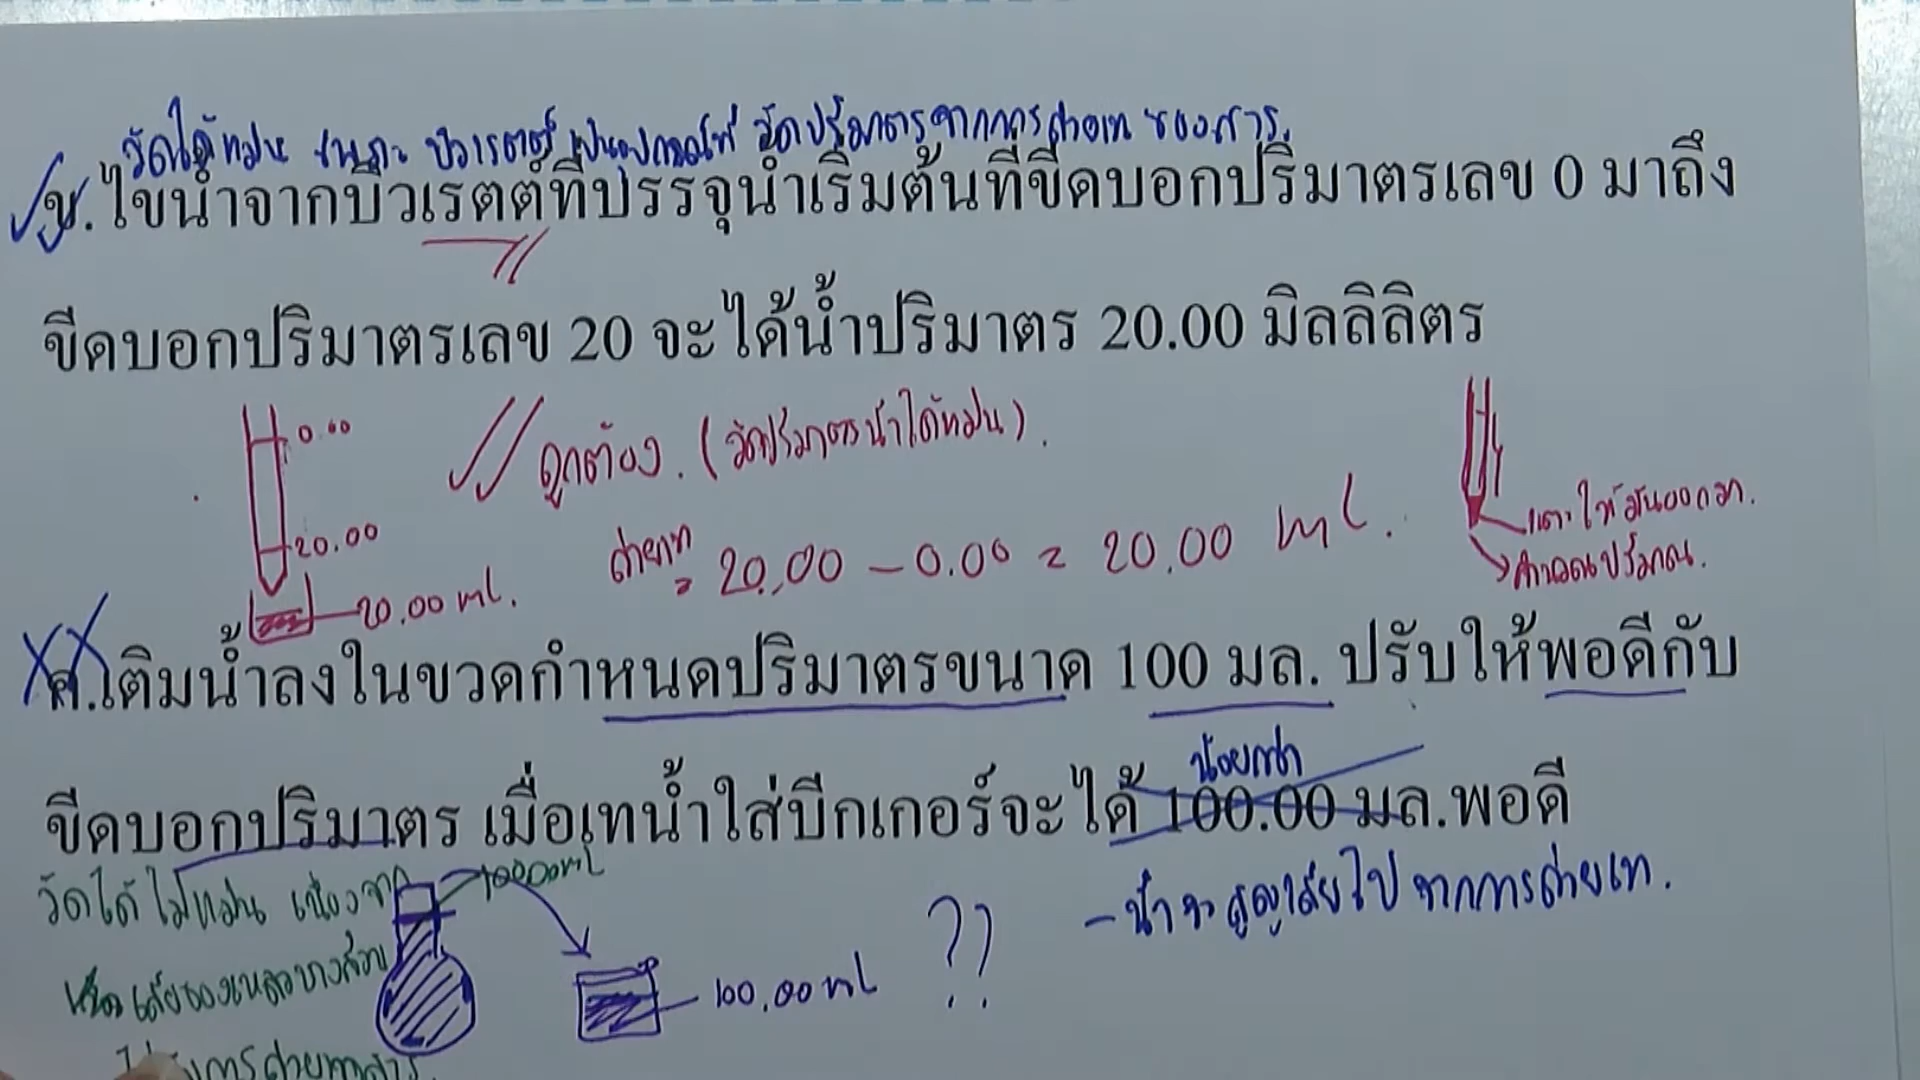 วัดได้แม่น เพราะ บิวเรตต์ เป็นอุปกรณ์ที่ วัดปริมาตรจากการถ่ายเท ของสาร
ข. ไขน้ำจากบิวเรตต์ที่บรรจุน้ำเริ่มต้นที่ขีดบอกปริมาตรเลข 0 มาถึง
ขีดบอกปริมาตรเลข 20 จะได้น้ำปริมาตร 20.00 มิลลิลิตร
0.00
ถูกต้อง. (วัดปริมาตรน้ำได้แม่น).
20.00
ถ่ายเท = 20.00 - 0.00 = 20.00 ml.
แตะให้มันออกมา.
20.00 ml.
ค.เติมน้ำลงในขวดกำหนดปริมาตรขนาด 100 มล. ปรับให้พอดีกับ
น้อยกว่า
ขีดบอกปริมาตร เมื่อเทน้ำใส่บีกเกอร์จะได้ 100.00 มล.พอดี
วัดได้ไม่แม่น เนื่องจาก
100.00 ml
- น้ำจะสูญเสียไป จากการถ่ายเท.
100.00 ml ??